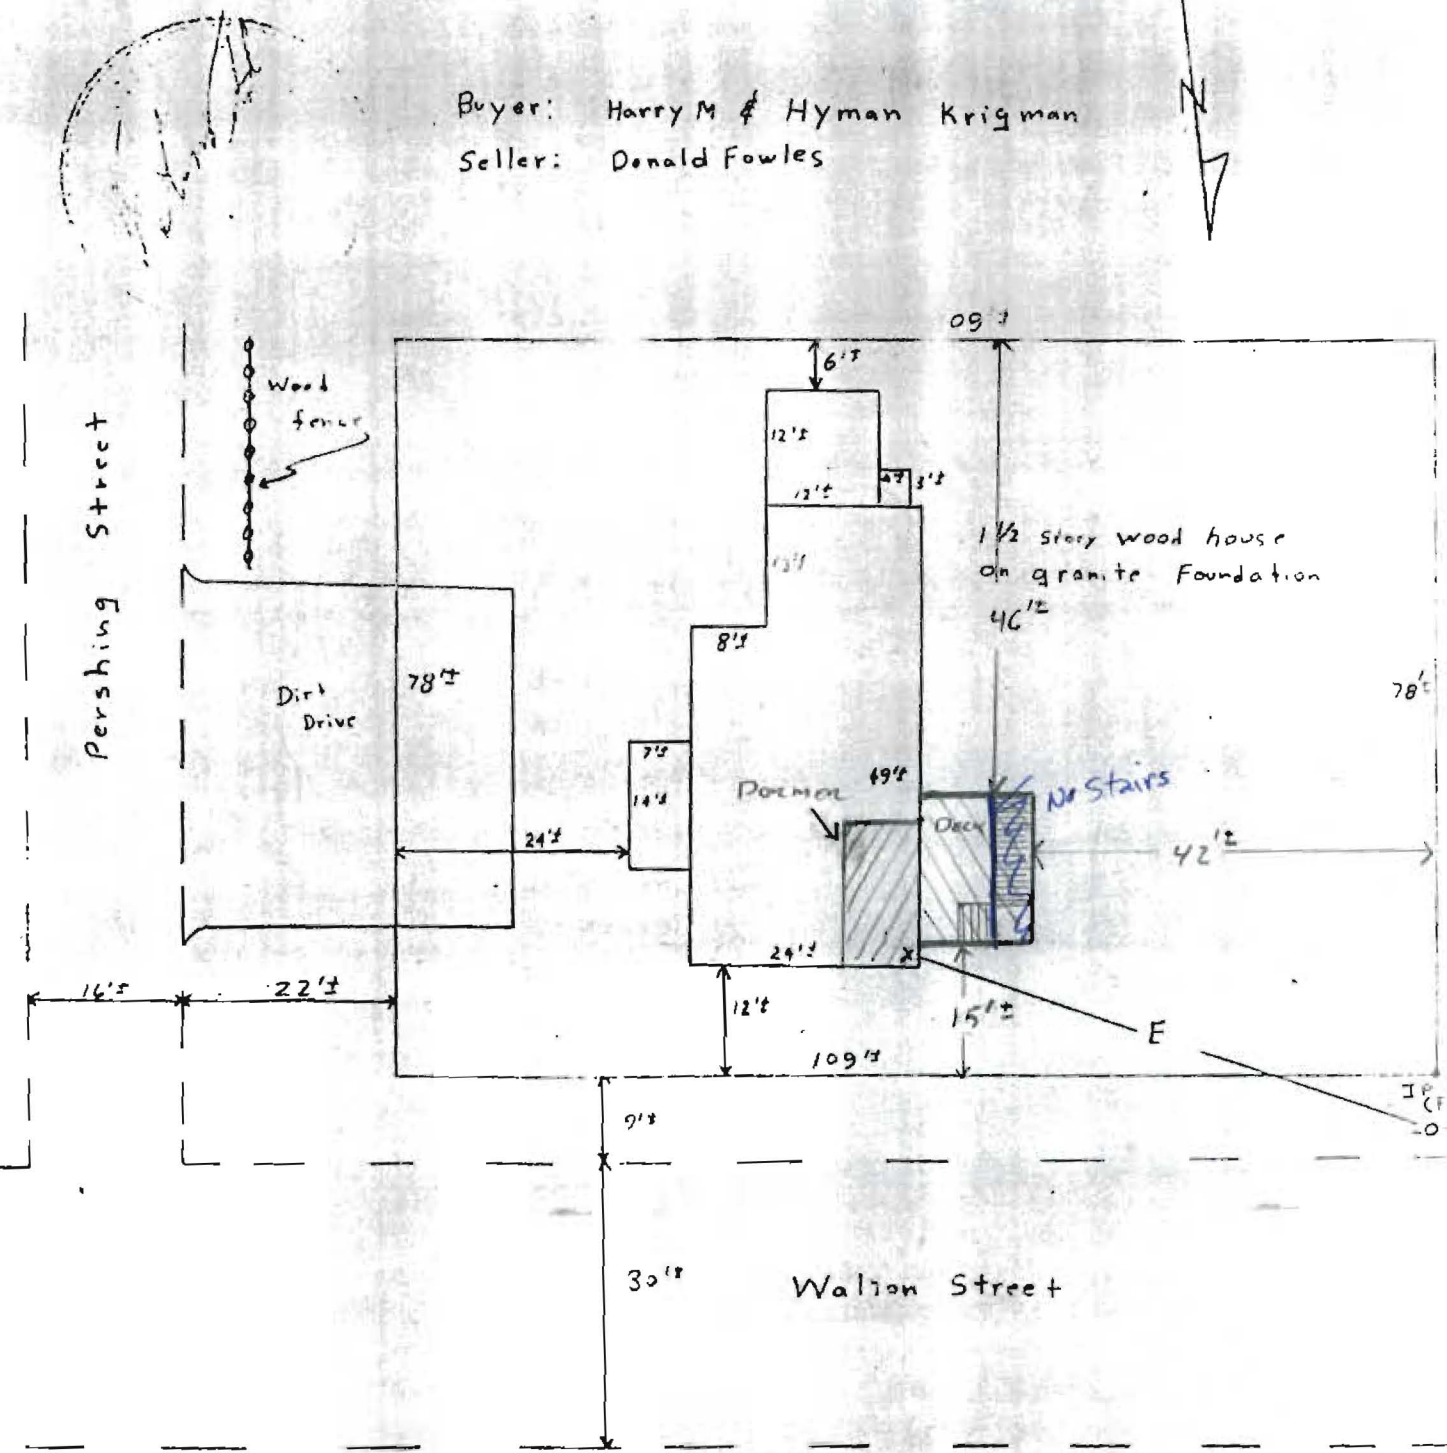 Buyer: Harry M & Hyman Krigman
Seller: Donald Fowles
N
09'±
6'±
Wood
fence
12'±
12'±
3'±
Pershing Street
1 1/2 story wood house
on granite Foundation
46'±
8'±
78'±
78'±
Dirt
Drive
7'±
14'±
49'±
Dormer
Deck
No Stairs
24'±
42'±
24'±
X
16'±
22'±
12'±
15'±
E
109'±
9'±
30'±
Walton Street